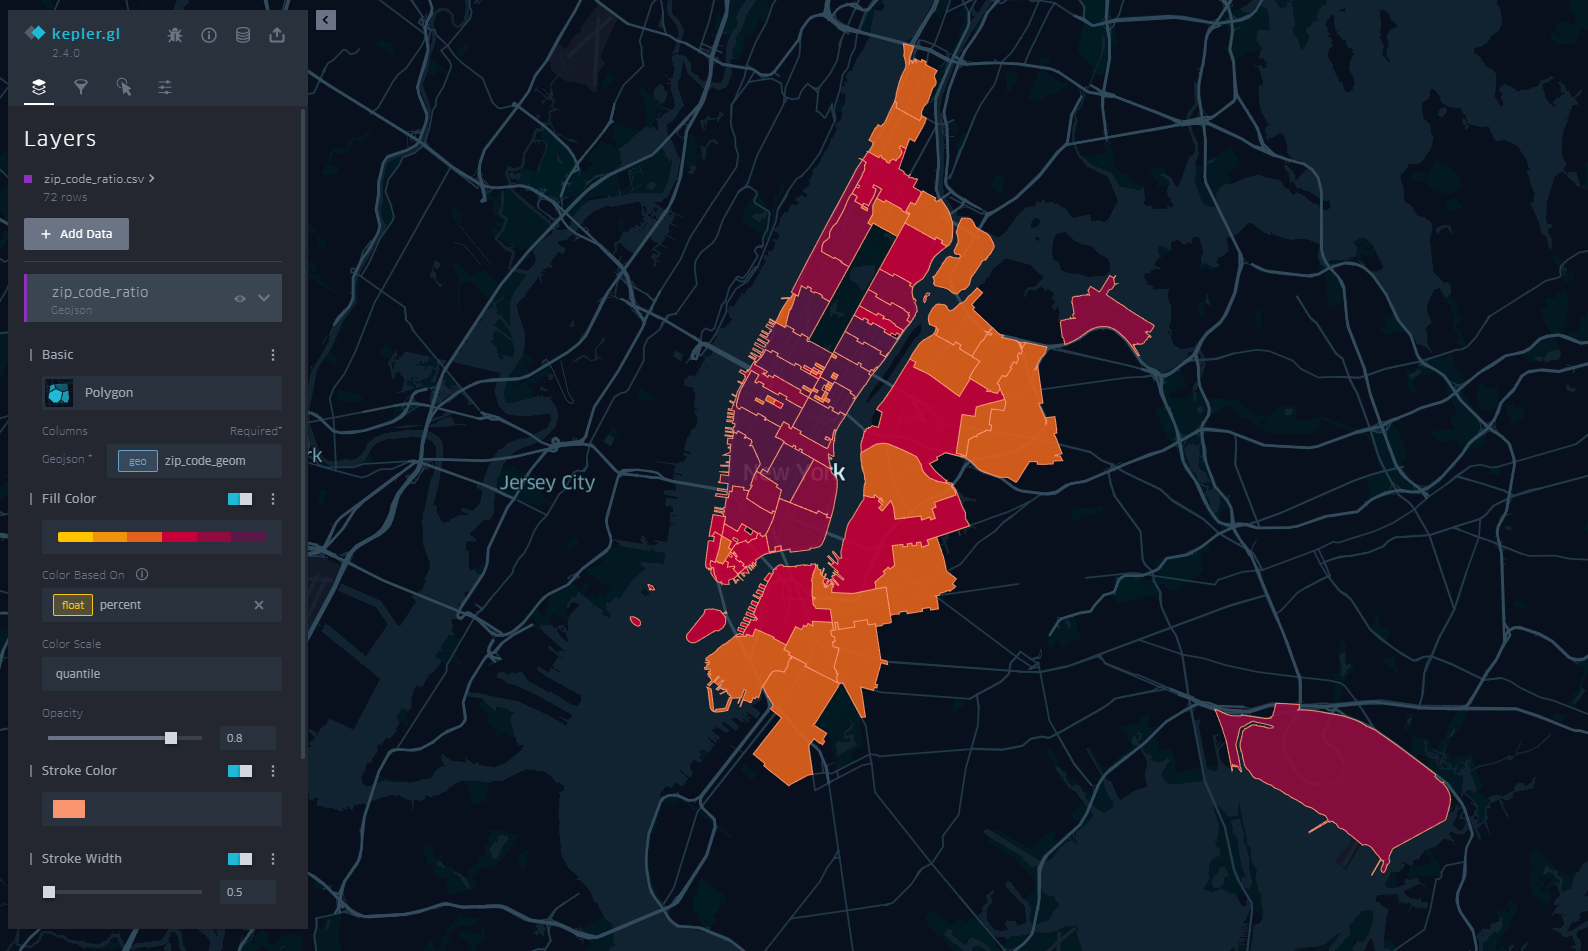 kepler.gl
2.4.0
Layers
zip_code_ratio.csv
72 rows
+ Add Data
zip_code_ratio
Geojson
Basic
Polygon
Columns Required*
Geojson * geo zip_code_geom
Fill Color
Color Based On
float percent
Color Scale
quantile
Opacity
0.8
Stroke Color
Stroke Width
0.5
rk
Jersey City
New York